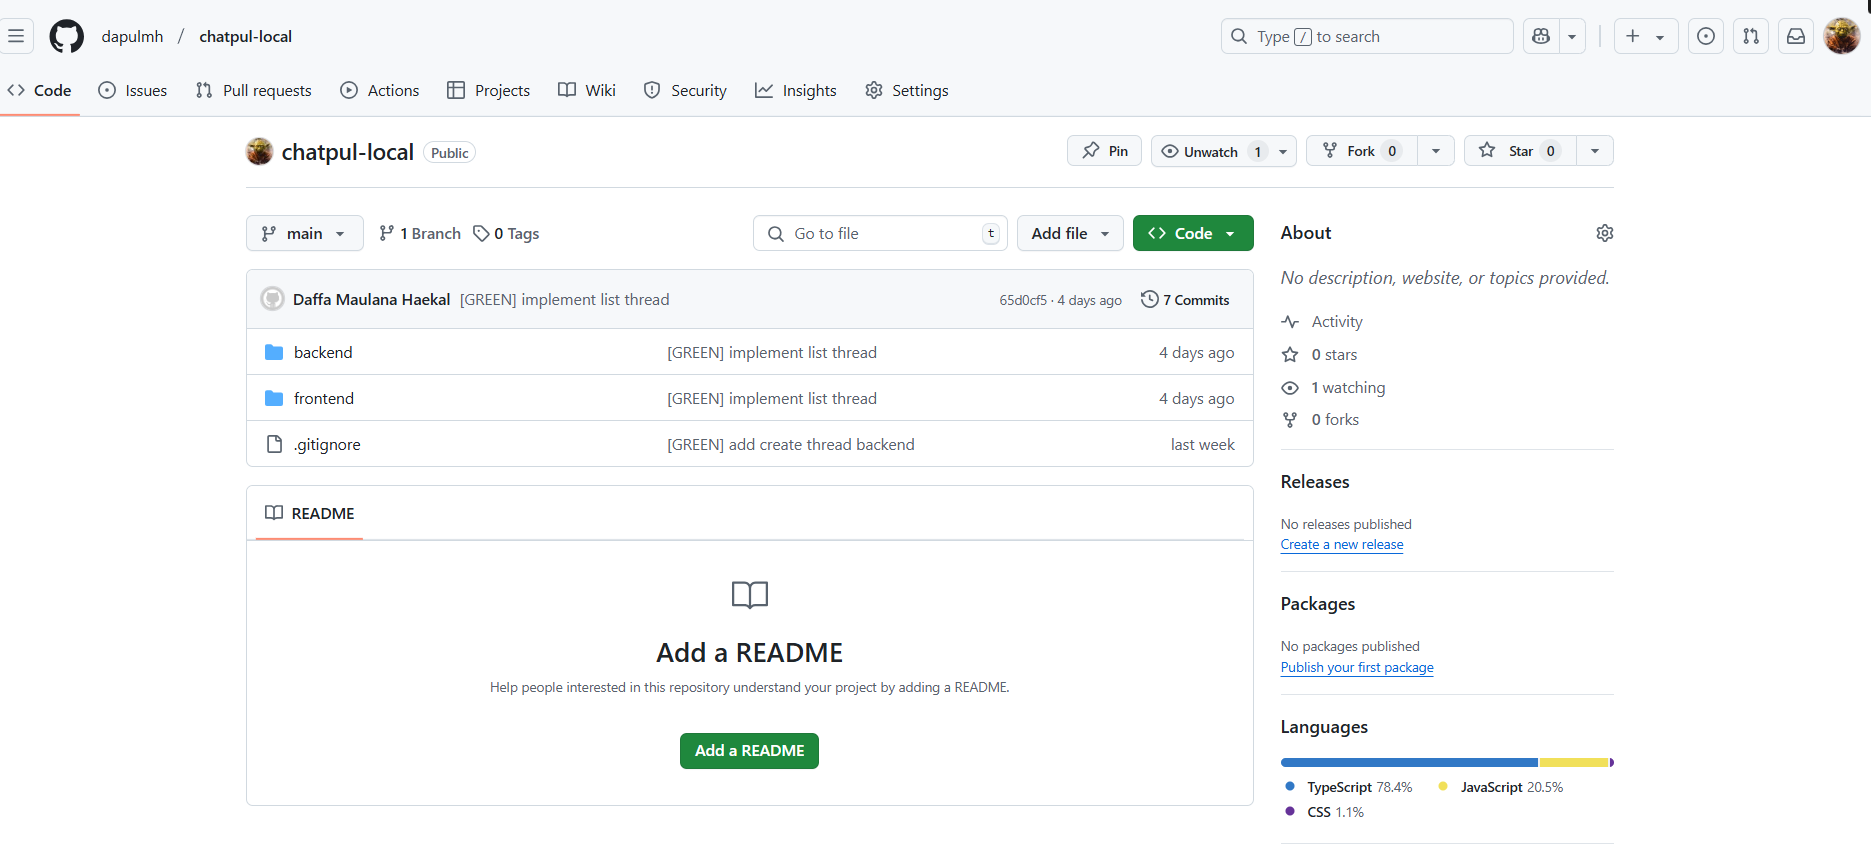 dapulmh / chatpul-local
Type / to search
Code
Issues
Pull requests
Actions
Projects
Wiki
Security
Insights
Settings
chatpul-local Public
Pin
Unwatch 1
Fork 0
Star 0
main
1 Branch
0 Tags
Go to file t
Add file
Code
Daffa Maulana Haekal [GREEN] implement list thread 65d0cf5 · 4 days ago 7 Commits
backend [GREEN] implement list thread 4 days ago
frontend [GREEN] implement list thread 4 days ago
.gitignore [GREEN] add create thread backend last week
README
Add a README
Help people interested in this repository understand your project by adding a README.
Add a README
About
No description, website, or topics provided.
Activity
0 stars
1 watching
0 forks
Releases
No releases published
Create a new release
Packages
No packages published
Publish your first package
Languages
TypeScript 78.4% JavaScript 20.5%
CSS 1.1%